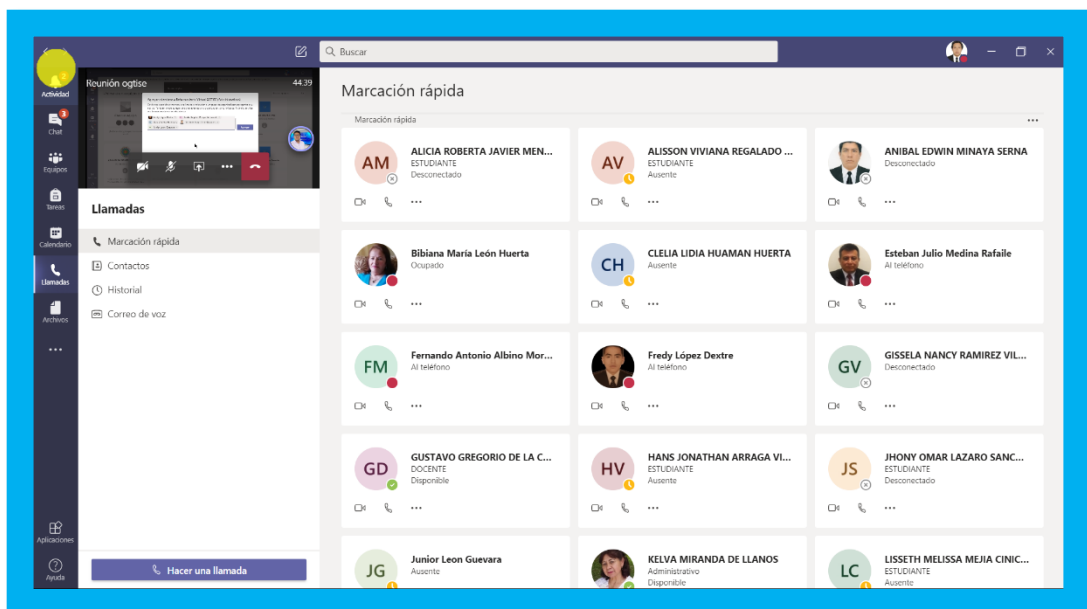 Buscar
2
Actividad
3
Chat
Equipos
Tareas
Calendario
Llamadas
Archivos
Aplicaciones
Ayuda
Reunión ogtise
44:39
Llamadas
Marcación rápida
Contactos
Historial
Correo de voz
Hacer una llamada
Marcación rápida
Marcación rápida
AM
ALICIA ROBERTA JAVIER MEN...
ESTUDIANTE
Desconectado
AV
ALISSON VIVIANA REGALADO ...
ESTUDIANTE
Ausente
ANIBAL EDWIN MINAYA SERNA
Desconectado
Bibiana María León Huerta
Ocupado
CH
CLELIA LIDIA HUAMAN HUERTA
Ausente
Esteban Julio Medina Rafaile
Al teléfono
FM
Fernando Antonio Albino Mor...
Al teléfono
Fredy López Dextre
Al teléfono
GV
GISSELA NANCY RAMIREZ VIL...
Desconectado
GD
GUSTAVO GREGORIO DE LA C...
DOCENTE
Disponible
HV
HANS JONATHAN ARRAGA VI...
ESTUDIANTE
Ausente
JS
JHONY OMAR LAZARO SANC...
ESTUDIANTE
Desconectado
JG
Junior Leon Guevara
Ausente
KELVA MIRANDA DE LLANOS
Administrativo
Disponible
LC
LISSETH MELISSA MEJIA CINIC...
ESTUDIANTE
Ausente